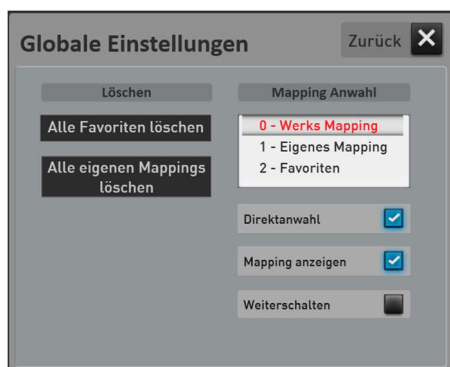 Globale Einstellungen
Zurück
Löschen
Mapping Anwahl
Alle Favoriten löschen
Alle eigenen Mappings
löschen
0 - Werks Mapping
1 - Eigenes Mapping
2 - Favoriten
Direktanwahl
Mapping anzeigen
Weiterschalten